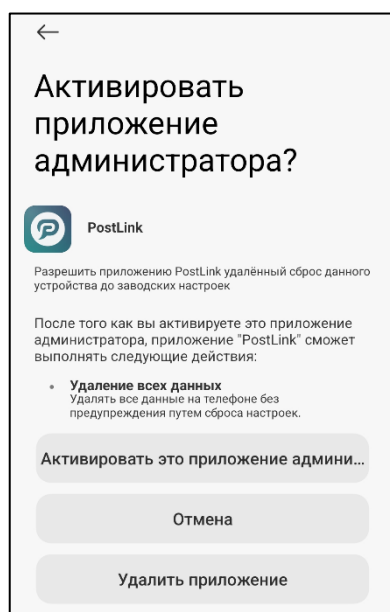 Активировать
приложение
администратора?
PostLink
Разрешить приложению PostLink удалённый сброс данного
устройства до заводских настроек
После того как вы активируете это приложение
администратора, приложение "PostLink" сможет
выполнять следующие действия:
• Удаление всех данных
Удалять все данные на телефоне без
предупреждения путем сброса настроек.
Активировать это приложение админи...
Отмена
Удалить приложение